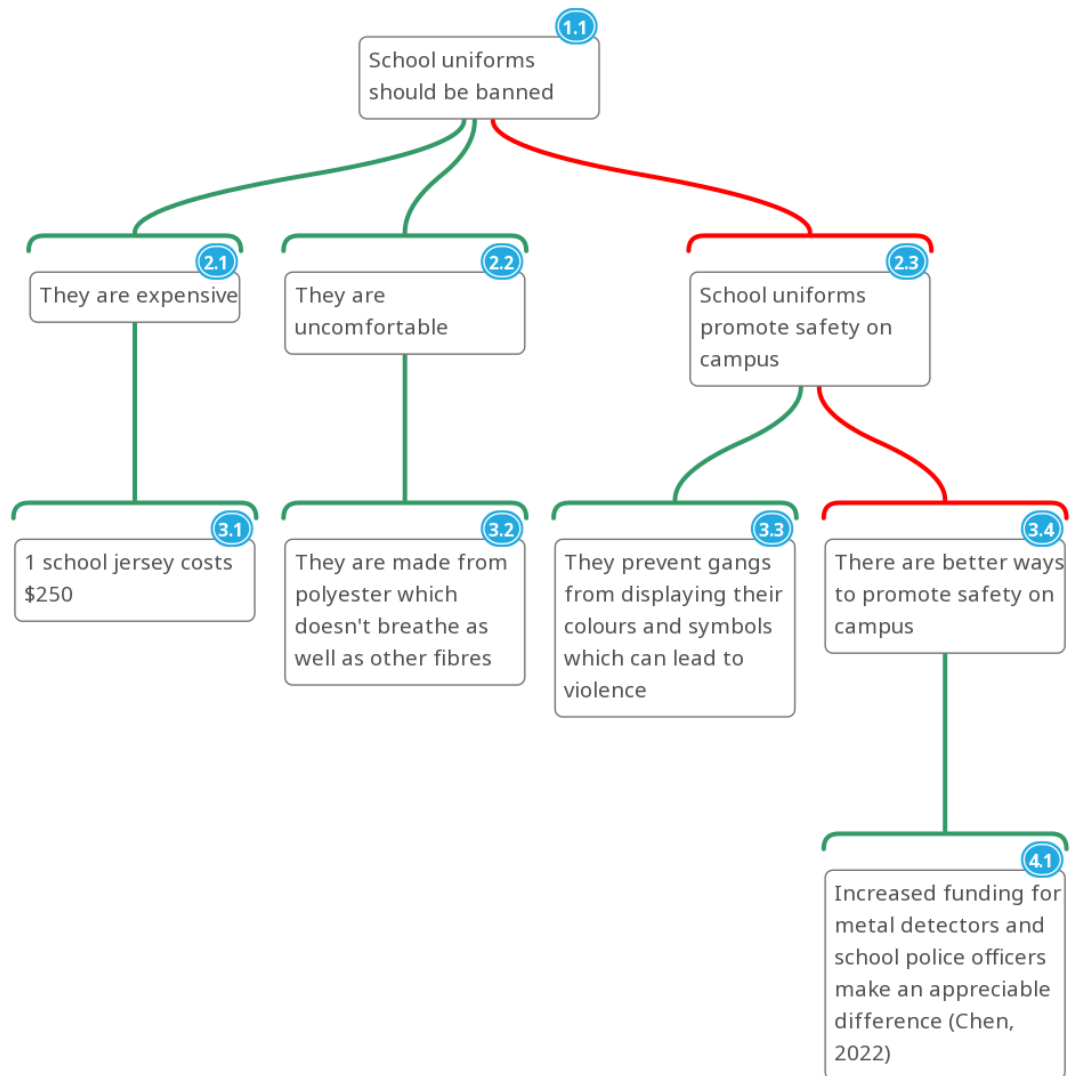 1.1
School uniforms
should be banned
2.1
They are expensive
2.2
They are
uncomfortable
2.3
School uniforms
promote safety on
campus
3.1
1 school jersey costs
$250
3.2
They are made from
polyester which
doesn't breathe as
well as other fibres
3.3
They prevent gangs
from displaying their
colours and symbols
which can lead to
violence
3.4
There are better ways
to promote safety on
campus
4.1
Increased funding for
metal detectors and
school police officers
make an appreciable
difference (Chen,
2022)